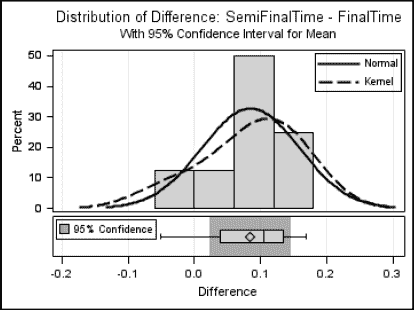 Distribution of Difference: SemiFinalTime - FinalTime
With 95% Confidence Interval for Mean
50
40
30
20
10
0
Percent
Normal
Kernel
95% Confidence
-0.2 -0.1 0.0 0.1 0.2 0.3
Difference